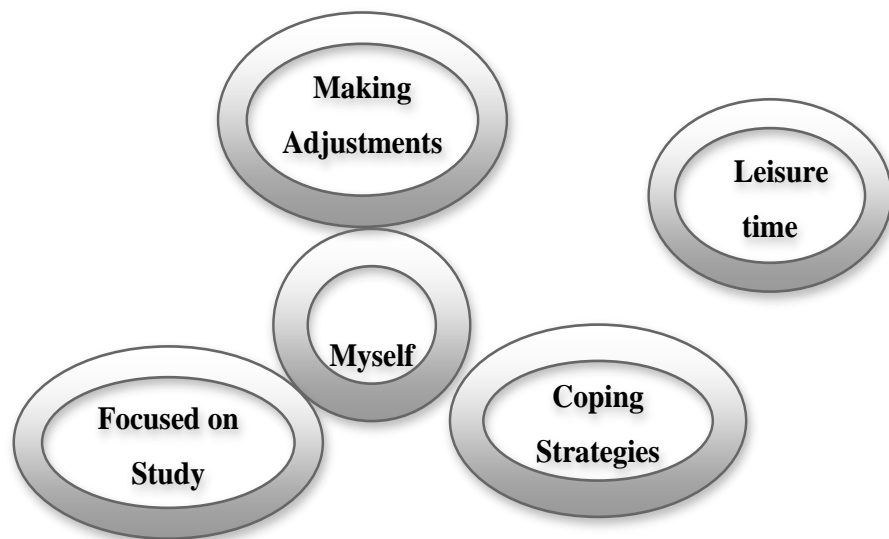 Making
Adjustments
Leisure
time
Myself
Coping
Strategies
Focused on
Study